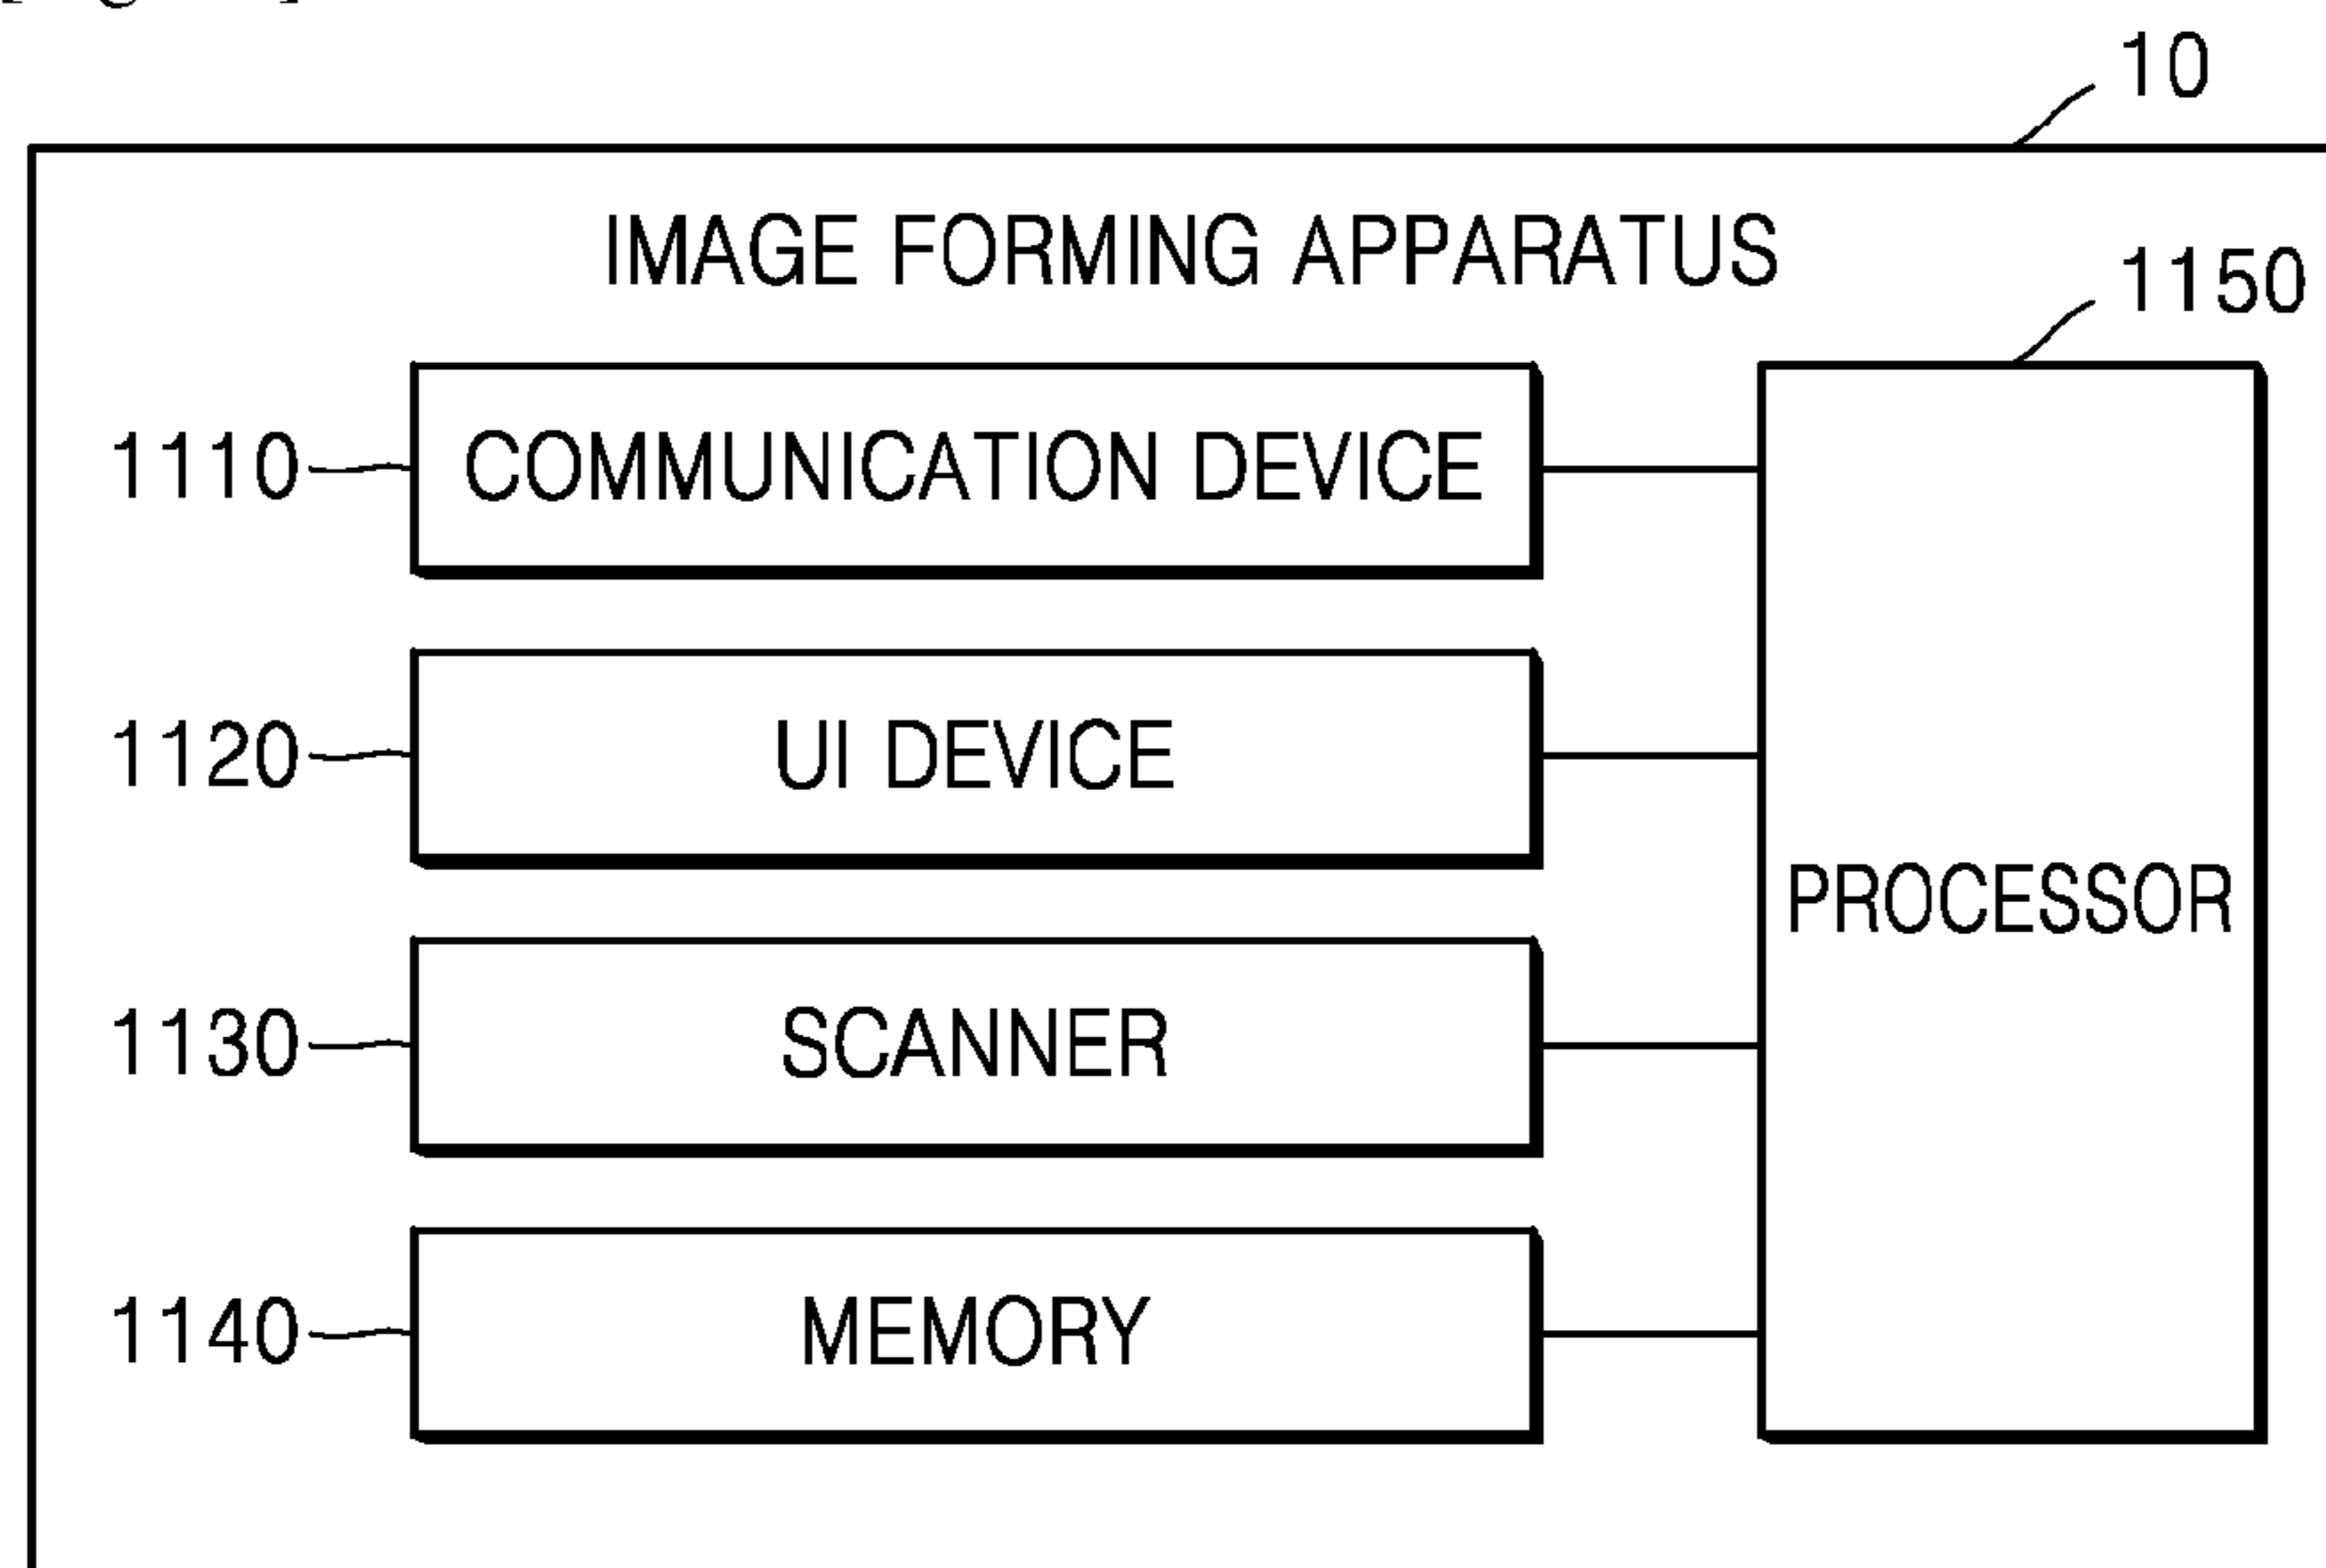 10
IMAGE FORMING APPARATUS
1150
1110 COMMUNICATION DEVICE
1120 UI DEVICE
PROCESSOR
1130 SCANNER
1140 MEMORY